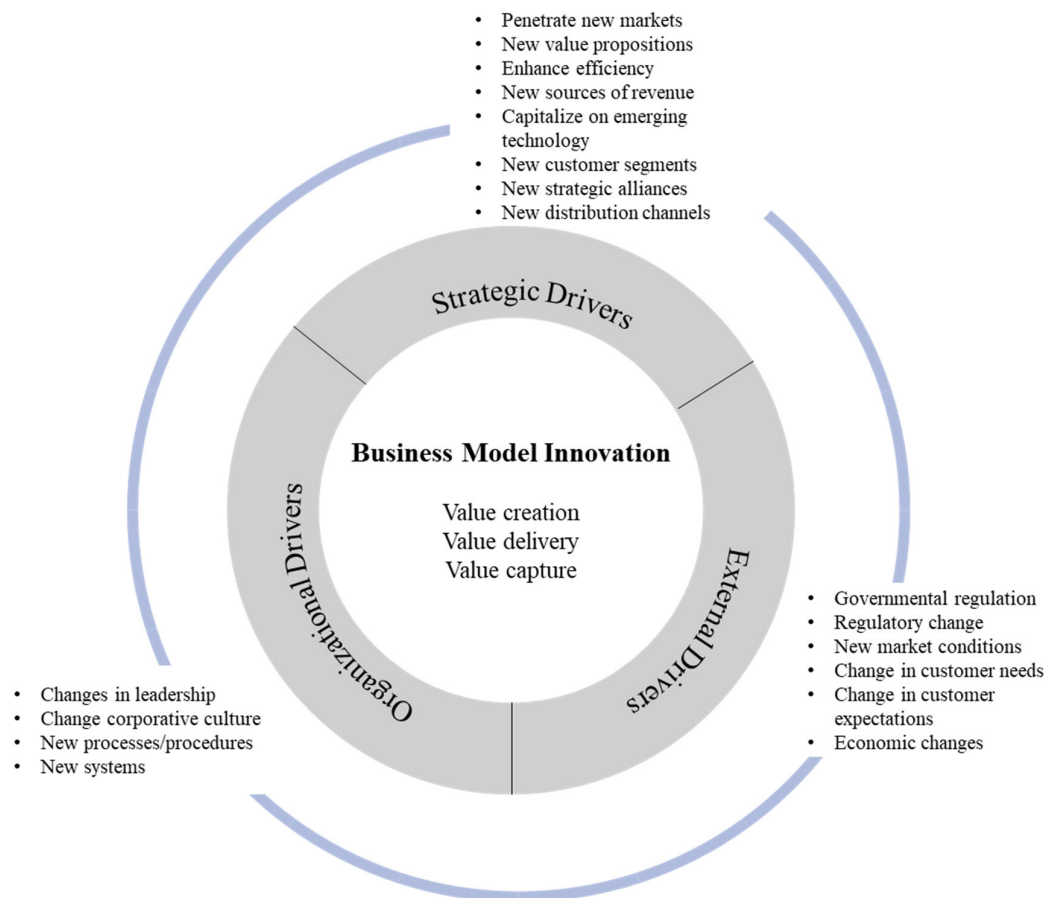 • Penetrate new markets
• New value propositions
• Enhance efficiency
• New sources of revenue
• Capitalize on emerging
technology
• New customer segments
• New strategic alliances
• New distribution channels
Strategic Drivers
Business Model Innovation
Value creation
Value delivery
Value capture
Organizational Drivers
External Drivers
• Governmental regulation
• Regulatory change
• New market conditions
• Change in customer needs
• Change in customer
expectations
• Economic changes
• Changes in leadership
• Change corporative culture
• New processes/procedures
• New systems